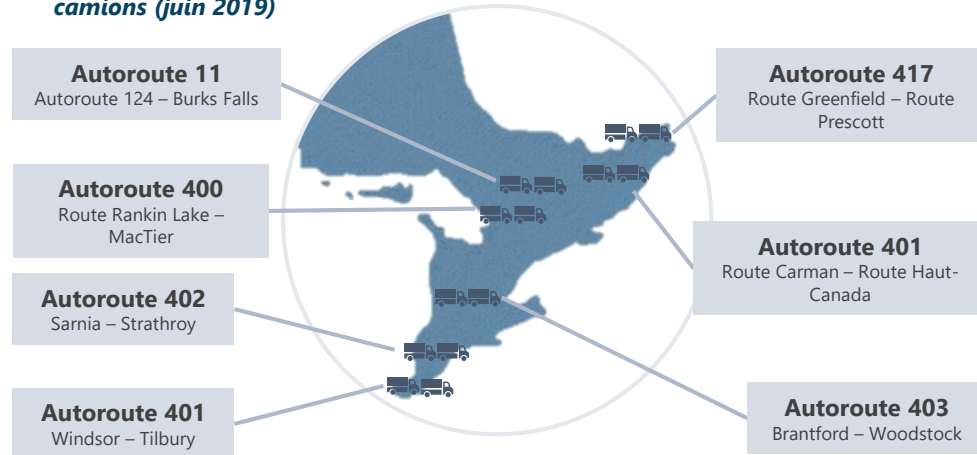 camions (juin 2019)
Autoroute 11
Autoroute 124 – Burks Falls
Autoroute 400
Route Rankin Lake –
MacTier
Autoroute 402
Sarnia – Strathroy
Autoroute 401
Windsor – Tilbury
Autoroute 417
Route Greenfield – Route
Prescott
Autoroute 401
Route Carman – Route Haut-
Canada
Autoroute 403
Brantford – Woodstock